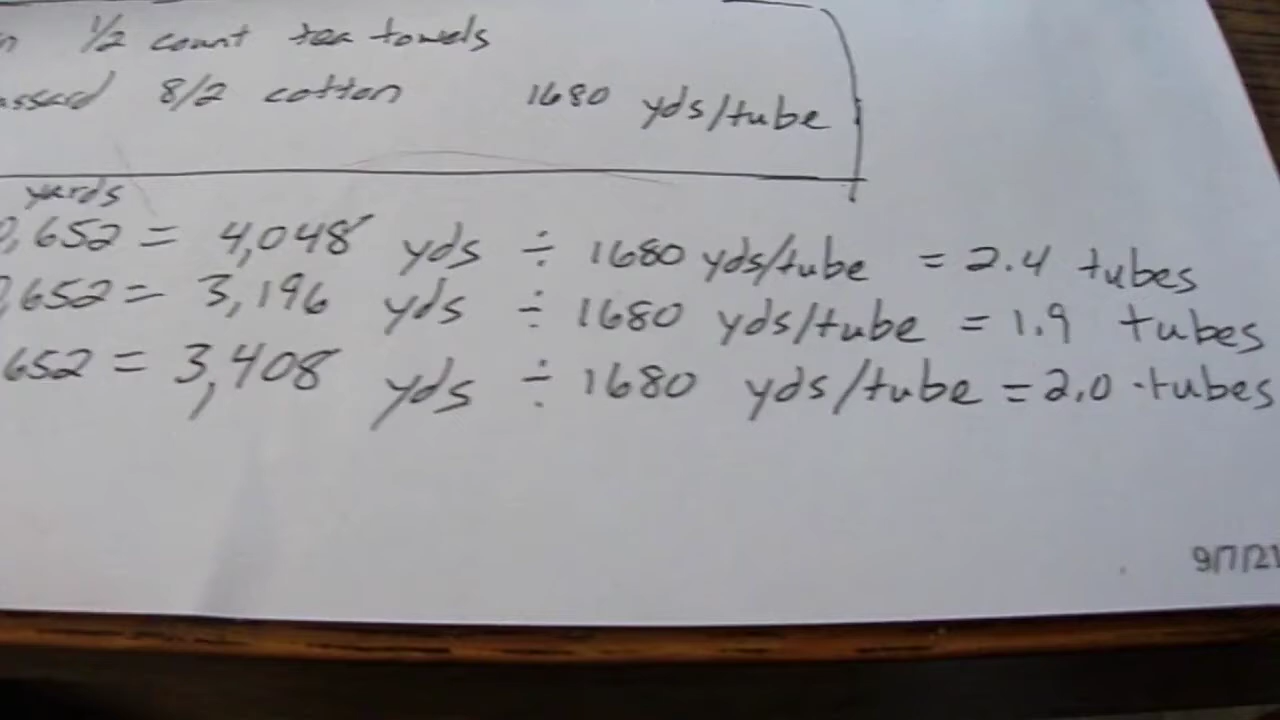 1/2 count tea towels
8/2 cotton 1680 yds/tube
yards
,652 = 4,048 yds ÷ 1680 yds/tube = 2.4 tubes
,652 = 3,196 yds ÷ 1680 yds/tube = 1.9 tubes
652 = 3,408 yds ÷ 1680 yds/tube = 2.0 tubes
9/7/21